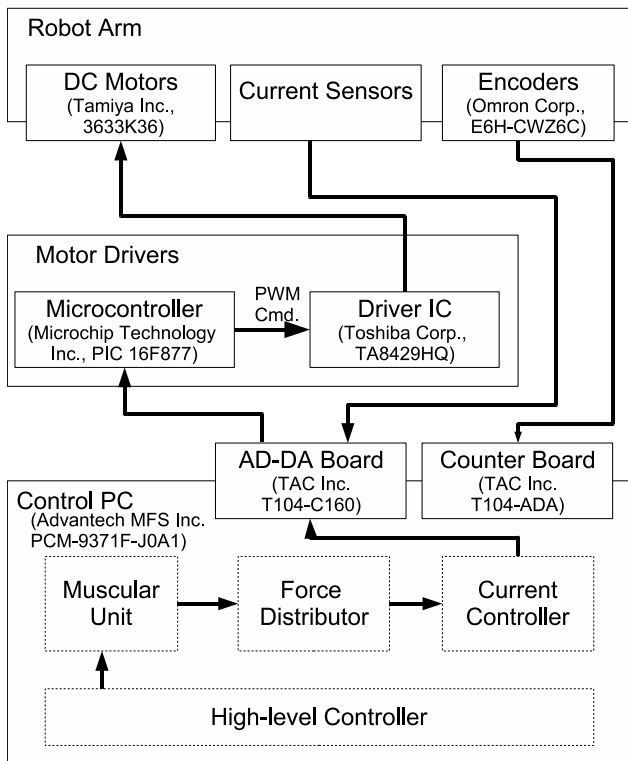 Robot Arm
DC Motors
(Tamiya Inc.,
3633K36)
Current Sensors
Encoders
(Omron Corp.,
E6H-CWZ6C)
Motor Drivers
Microcontroller
(Microchip Technology
Inc., PIC 16F877)
PWM
Cmd.
Driver IC
(Toshiba Corp.,
TA8429HQ)
AD-DA Board
(TAC Inc.
T104-C160)
Counter Board
(TAC Inc.
T104-ADA)
Control PC
(Advantech MFS Inc.
PCM-9371F-J0A1)
Muscular
Unit
Force
Distributor
Current
Controller
High-level Controller